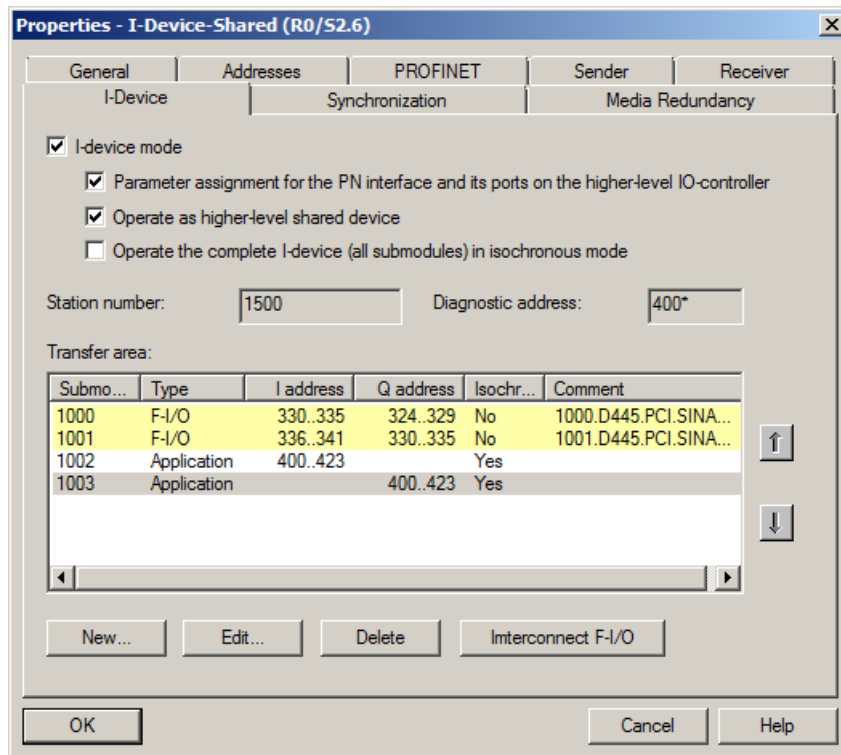 Properties - I-Device-Shared (R0/S2.6)
General Addresses PROFINET Sender Receiver
I-Device Synchronization Media Redundancy
I-device mode
Parameter assignment for the PN interface and its ports on the higher-level IO-controller
Operate as higher-level shared device
Operate the complete I-device (all submodules) in isochronous mode
Station number: 1500 Diagnostic address: 400*
Transfer area:
Submo... Type I address Q address Isochr... Comment
1000 F-I/O 330..335 324..329 No 1000.D445.PCI.SINA...
1001 F-I/O 336..341 330..335 No 1001.D445.PCI.SINA...
1002 Application 400..423 Yes
1003 Application 400..423 Yes
New... Edit... Delete Imterconnect F-I/O
OK Cancel Help